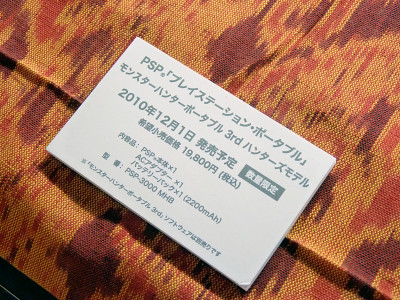 PSP®「プレイステーション・ポータブル」
モンスターハンターポータブル 3rd ハンターズモデル
2010年12月1日 発売予定
希望小売価格 19,800円 (税込) 数量限定
内容品: PSP®本体×1
ACアダプター ×1
バッテリーパック×1 (2200mAh)
型 番: PSP-3000 MHB
※「モンスターハンターポータブル 3rd」ソフトウェアは別売りです